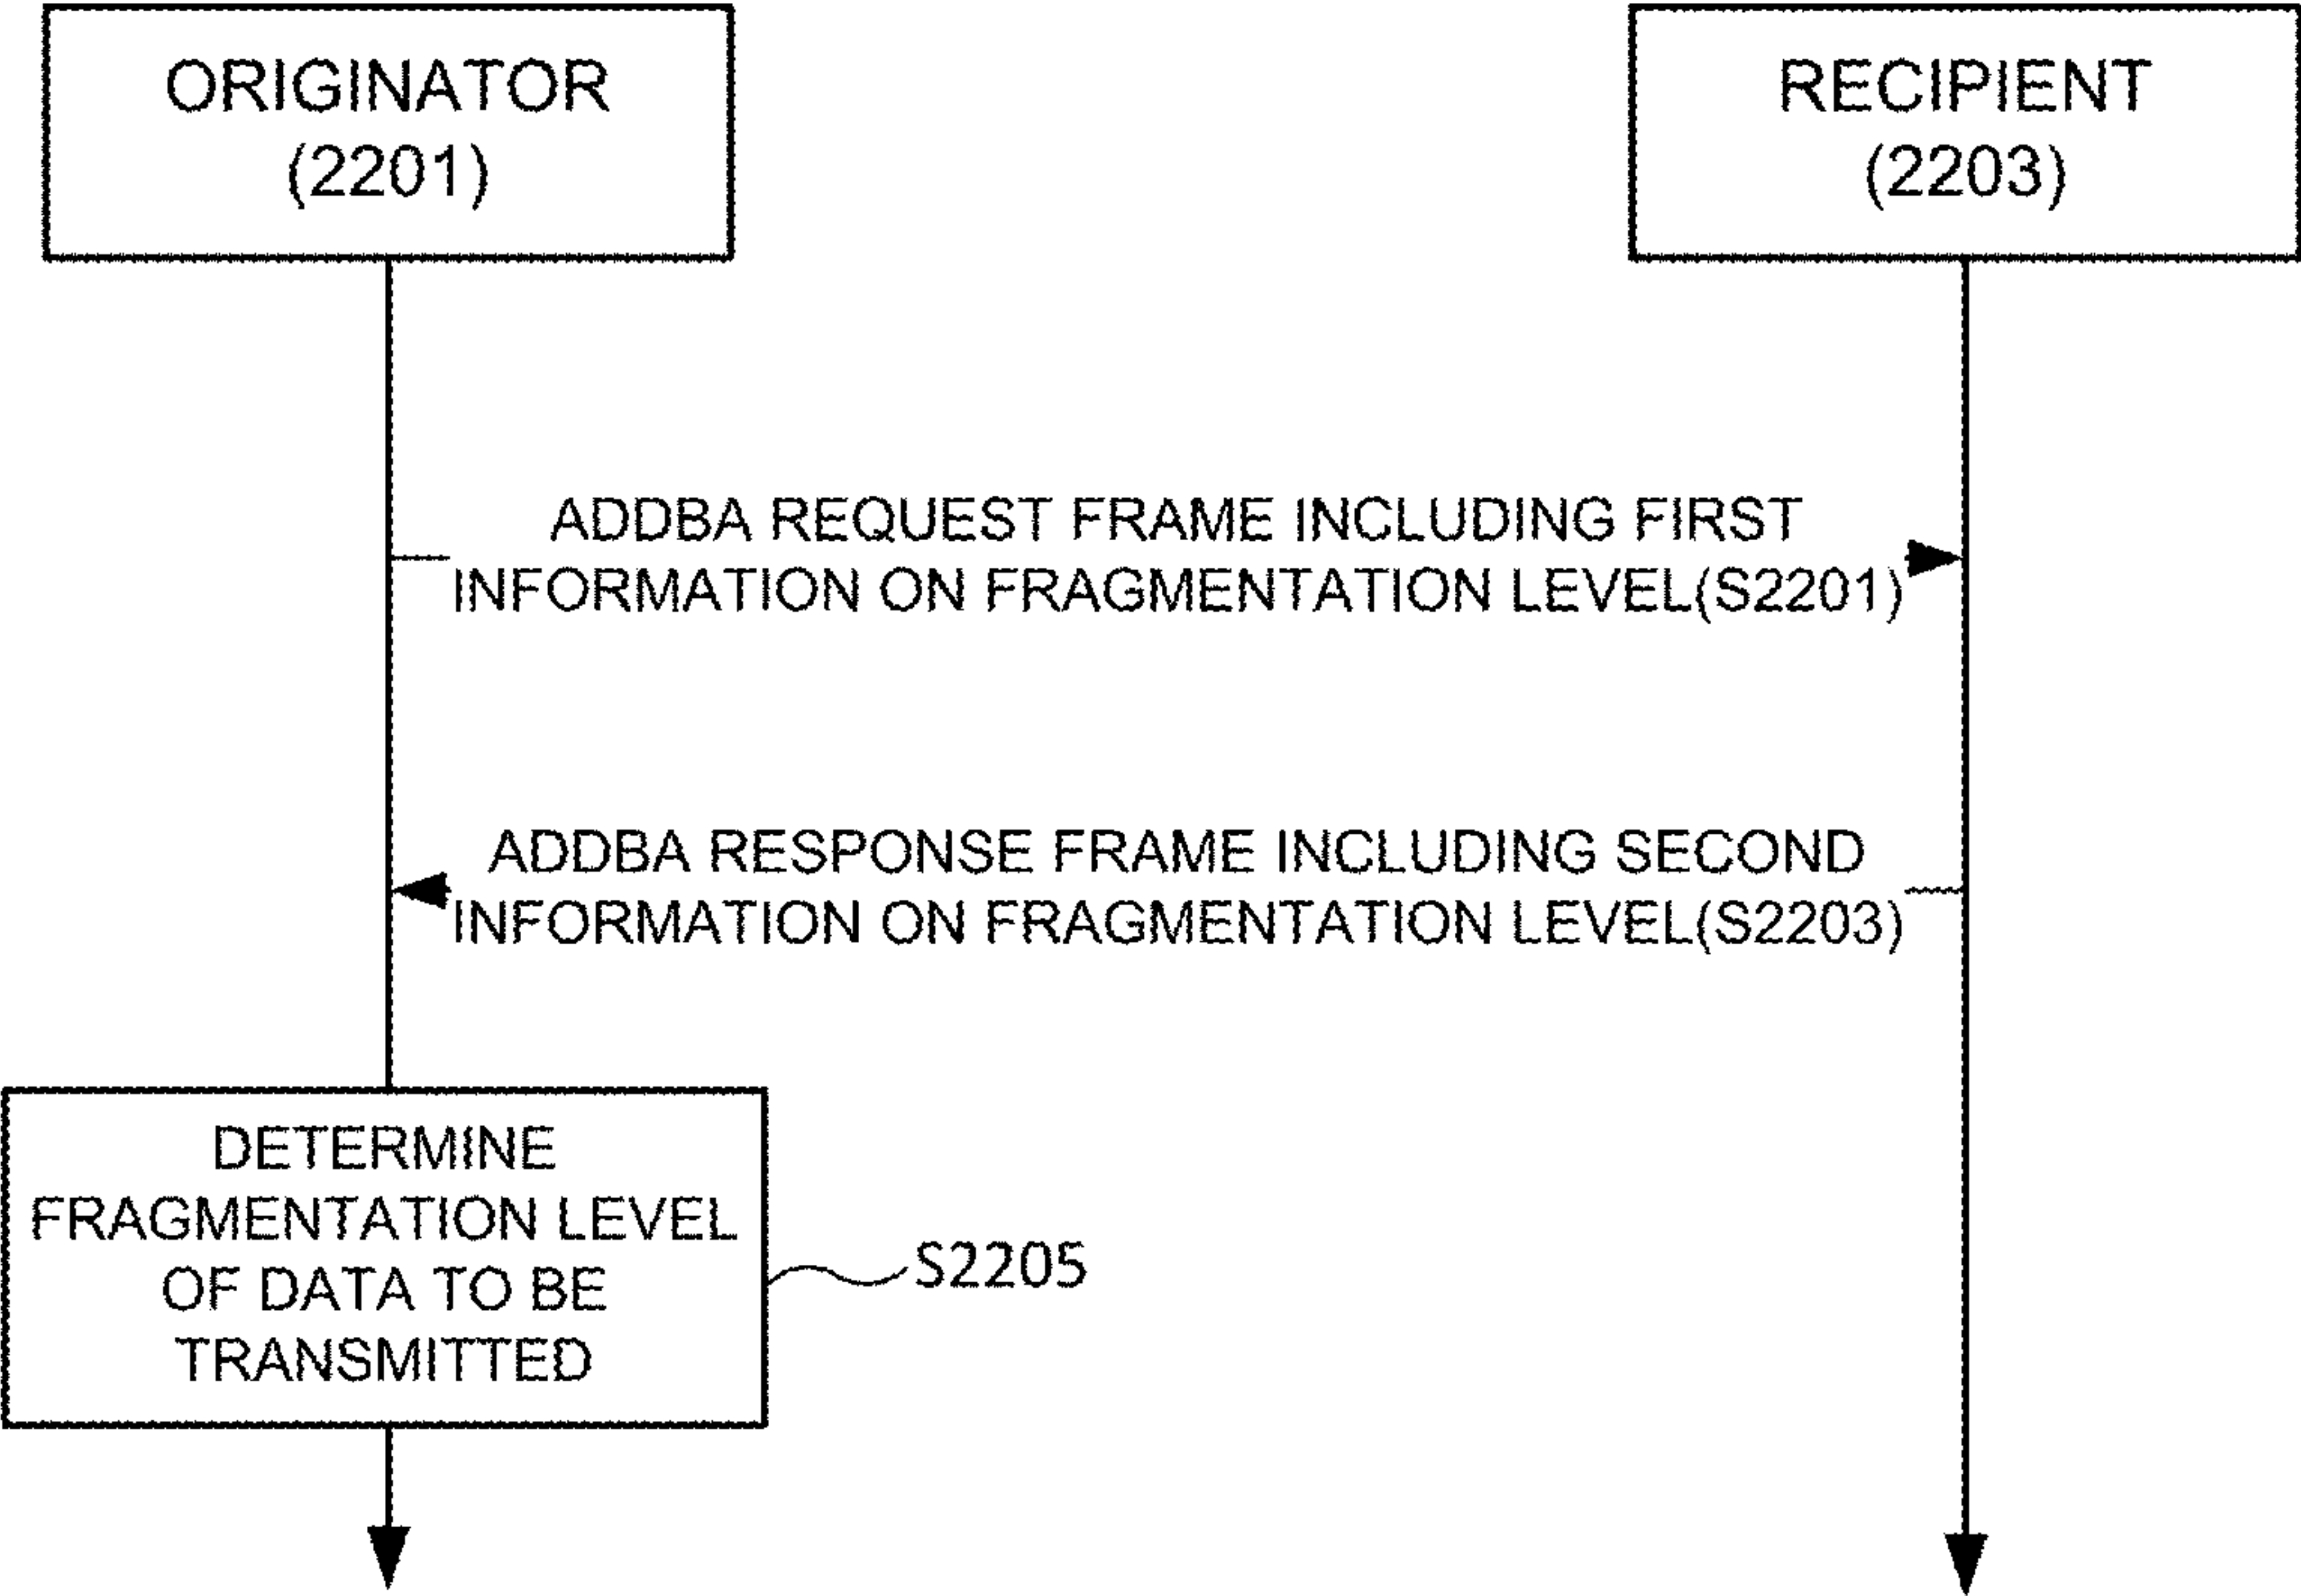 ORIGINATOR
(2201)
RECIPIENT
(2203)
ADDBA REQUEST FRAME INCLUDING FIRST
INFORMATION ON FRAGMENTATION LEVEL(S2201)
ADDBA RESPONSE FRAME INCLUDING SECOND
INFORMATION ON FRAGMENTATION LEVEL(S2203)
DETERMINE
FRAGMENTATION LEVEL
OF DATA TO BE
TRANSMITTED
S2205